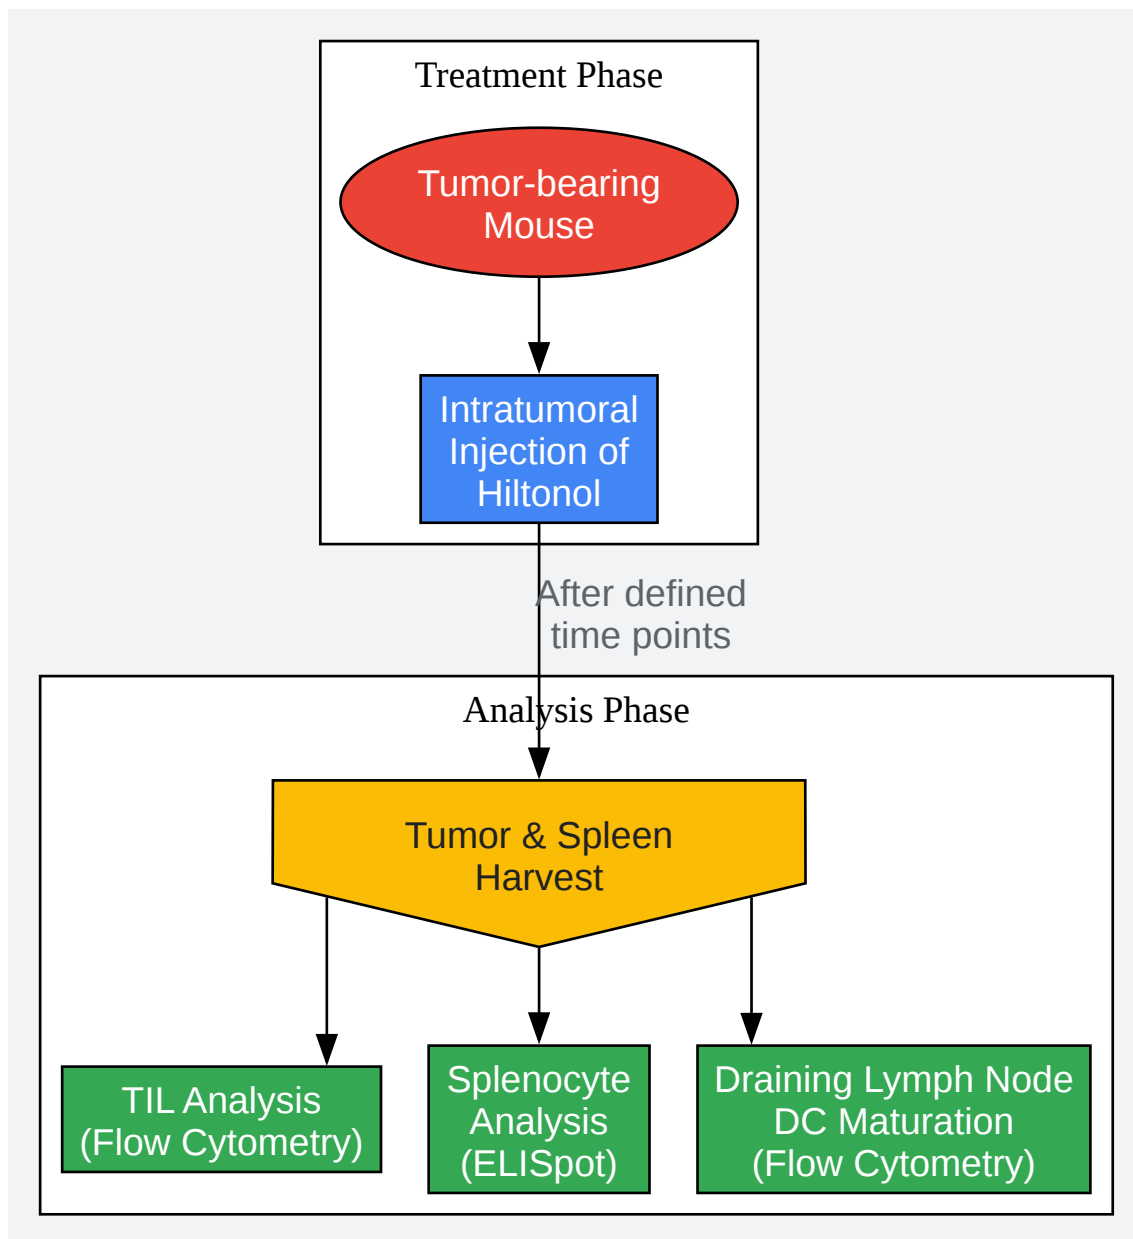 Treatment Phase
Tumor-bearing
Mouse
Intratumoral
Injection of
Hiltonol
After defined
time points
Analysis Phase
Tumor & Spleen
Harvest
TIL Analysis
(Flow Cytometry)
Splenocyte
Analysis
(ELISpot)
Draining Lymph Node
DC Maturation
(Flow Cytometry)